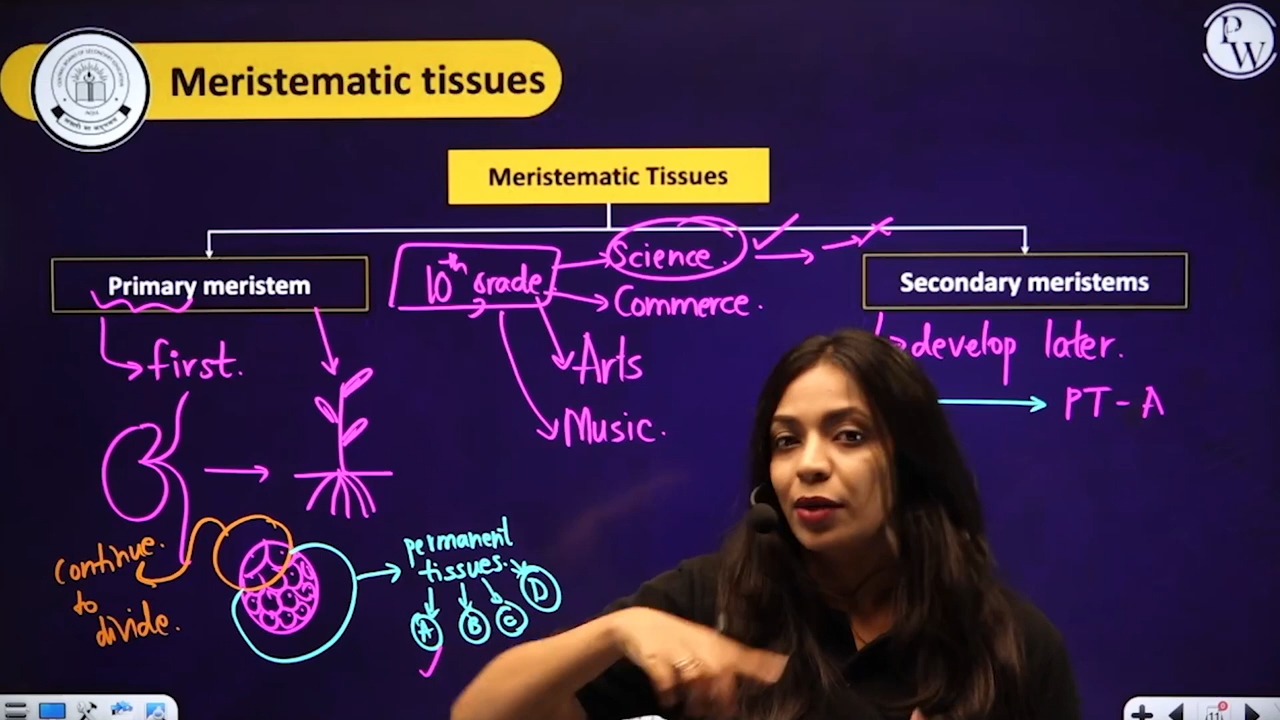 Meristematic tissues
PW
Meristematic Tissues
Primary meristem
Secondary meristems
10th Grade
Science.
Commerce.
Arts
Music.
first.
develop later.
PT - A
continue
to
divide.
permanent
tissues.
A
B
C
D